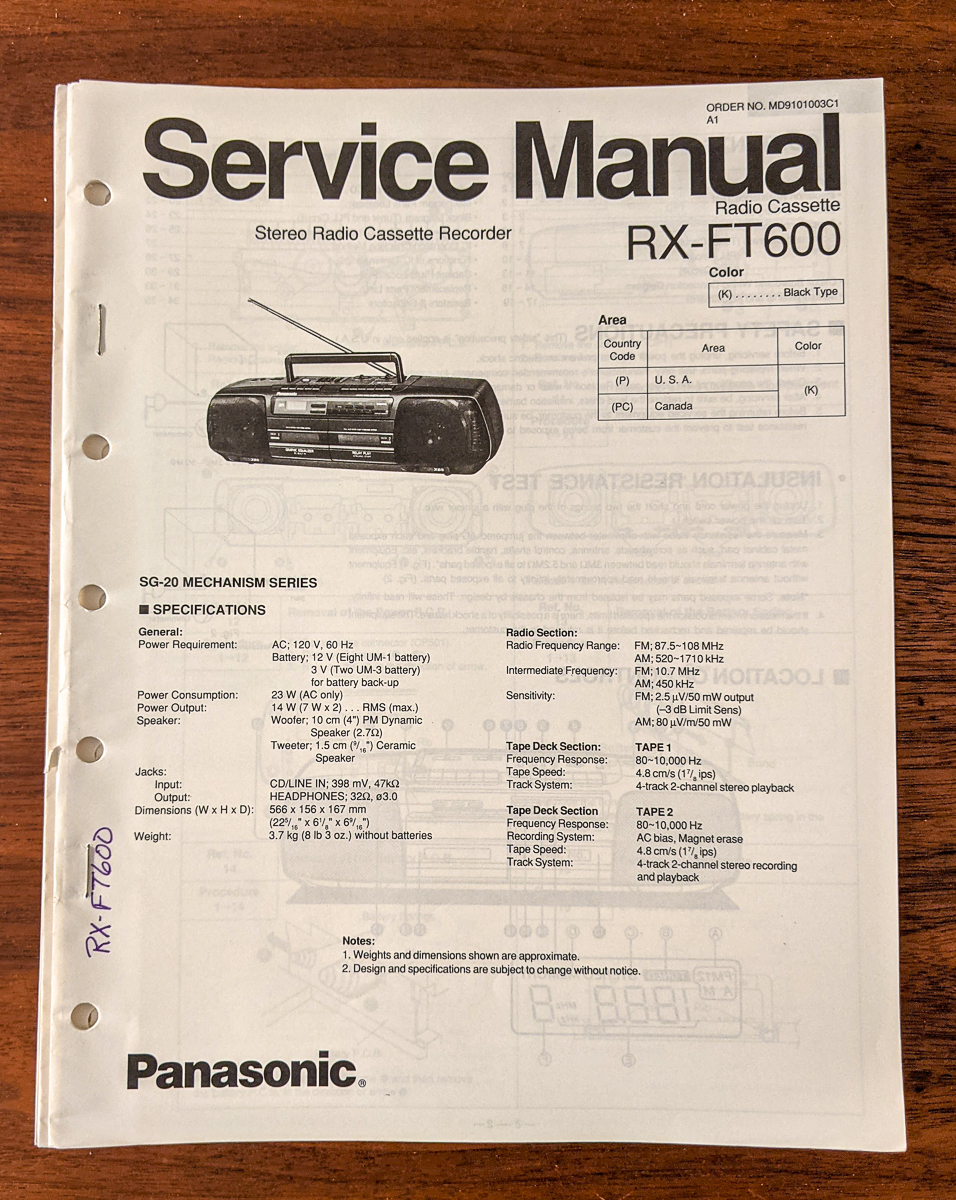 ORDER NO. MD9101003C1
A1
Service Manual
Radio Cassette
Stereo Radio Cassette Recorder
RX-FT600
Color
(K) . . . . . . . . Black Type
Area
Country Code Area Color
(P) U. S. A. (K)
(PC) Canada
SG-20 MECHANISM SERIES
■ SPECIFICATIONS
General:
Power Requirement: AC; 120 V, 60 Hz
Battery; 12 V (Eight UM-1 battery)
3 V (Two UM-3 battery)
for battery back-up
Power Consumption: 23 W (AC only)
Power Output: 14 W (7 W x 2) . . . RMS (max.)
Speaker: Woofer; 10 cm (4") PM Dynamic
Speaker (2.7Ω)
Tweeter; 1.5 cm (9/16") Ceramic
Speaker
Jacks:
Input: CD/LINE IN; 398 mV, 47kΩ
Output: HEADPHONES; 32Ω, ø3.0
Dimensions (W x H x D): 566 x 156 x 167 mm
(22 5/16" x 6 1/8" x 6 9/16")
Weight: 3.7 kg (8 lb 3 oz.) without batteries
Radio Section:
Radio Frequency Range: FM; 87.5~108 MHz
AM; 520~1710 kHz
Intermediate Frequency: FM; 10.7 MHz
AM; 450 kHz
Sensitivity: FM; 2.5 μV/50 mW output
(–3 dB Limit Sens)
AM; 80 μV/m/50 mW
Tape Deck Section: TAPE 1
Frequency Response: 80~10,000 Hz
Tape Speed: 4.8 cm/s (1 7/8 ips)
Track System: 4-track 2-channel stereo playback
Tape Deck Section TAPE 2
Frequency Response: 80~10,000 Hz
Recording System: AC bias, Magnet erase
Tape Speed: 4.8 cm/s (1 7/8 ips)
Track System: 4-track 2-channel stereo recording
and playback
RX-FT600
Notes:
1. Weights and dimensions shown are approximate.
2. Design and specifications are subject to change without notice.
Panasonic®